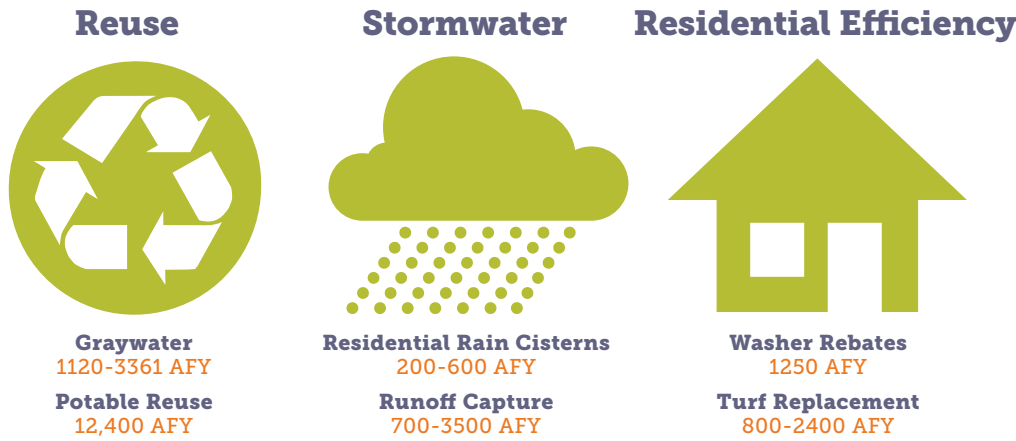 Reuse
Graywater
1120-3361 AFY
Potable Reuse
12,400 AFY
Stormwater
Residential Rain Cisterns
200-600 AFY
Runoff Capture
700-3500 AFY
Residential Efficiency
Washer Rebates
1250 AFY
Turf Replacement
800-2400 AFY